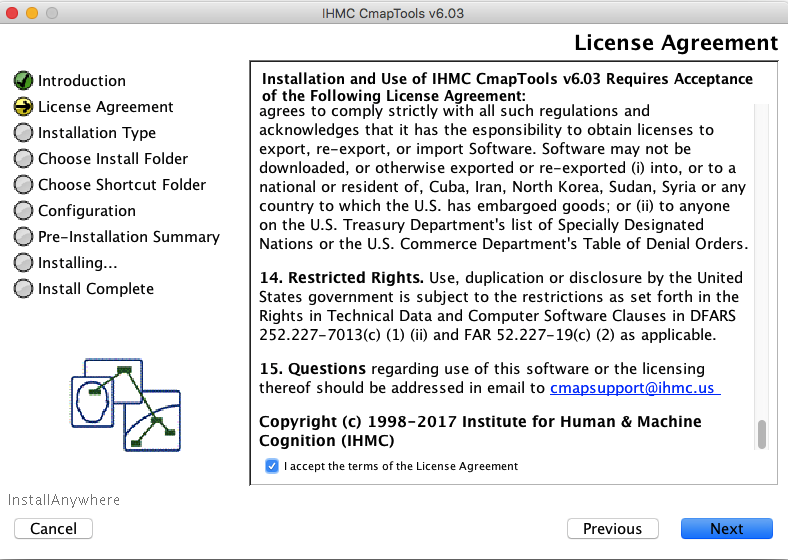 IHMC CmapTools v6.03
License Agreement
Introduction
License Agreement
Installation Type
Choose Install Folder
Choose Shortcut Folder
Configuration
Pre-Installation Summary
Installing...
Install Complete
Installation and Use of IHMC CmapTools v6.03 Requires Acceptance
of the Following License Agreement:
agrees to comply strictly with all such regulations and
acknowledges that it has the esponsibility to obtain licenses to
export, re-export, or import Software. Software may not be
downloaded, or otherwise exported or re-exported (i) into, or to a
national or resident of, Cuba, Iran, North Korea, Sudan, Syria or any
country to which the U.S. has embargoed goods; or (ii) to anyone
on the U.S. Treasury Department's list of Specially Designated
Nations or the U.S. Commerce Department's Table of Denial Orders.
14. Restricted Rights. Use, duplication or disclosure by the United
States government is subject to the restrictions as set forth in the
Rights in Technical Data and Computer Software Clauses in DFARS
252.227-7013(c) (1) (ii) and FAR 52.227-19(c) (2) as applicable.
15. Questions regarding use of this software or the licensing
thereof should be addressed in email to cmapsupport@ihmc.us
Copyright (c) 1998-2017 Institute for Human & Machine
Cognition (IHMC)
I accept the terms of the License Agreement
InstallAnywhere
Cancel
Previous
Next